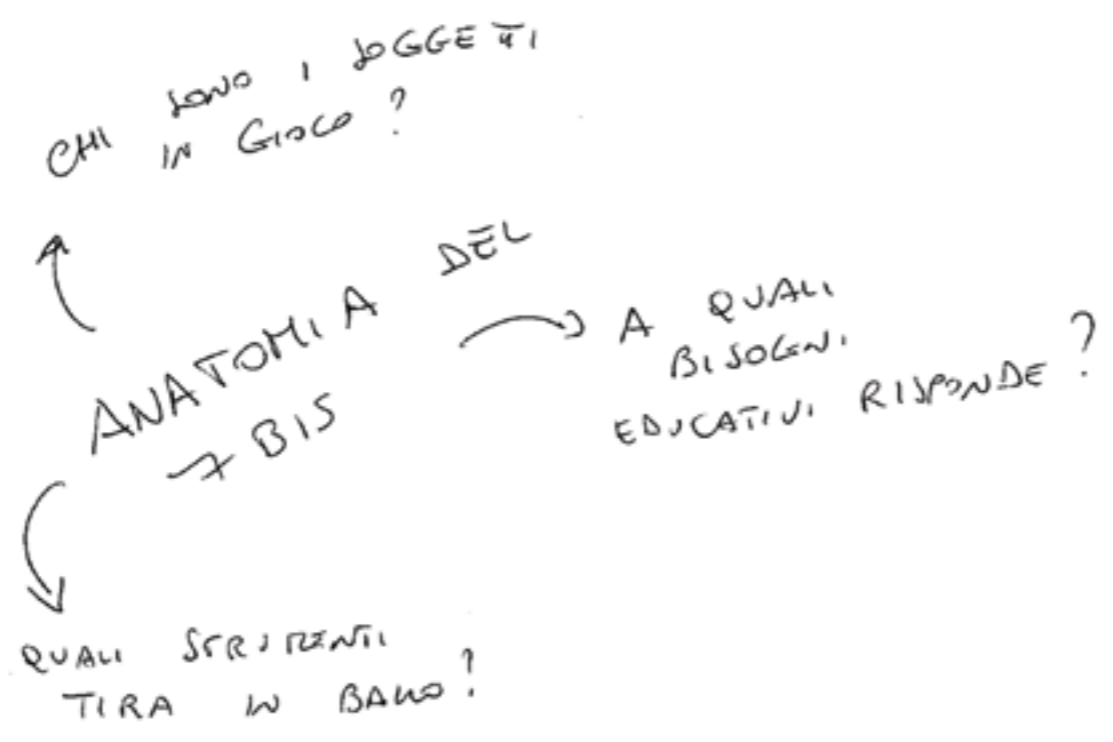 CHI SONO I SOGGETTI
IN GIOCO ?
ANATOMIA DEL
7 BIS
A QUALI
BISOGNI
EDUCATIVI RISPONDE ?
QUALI STRUMENTI
TIRA IN BALLO ?